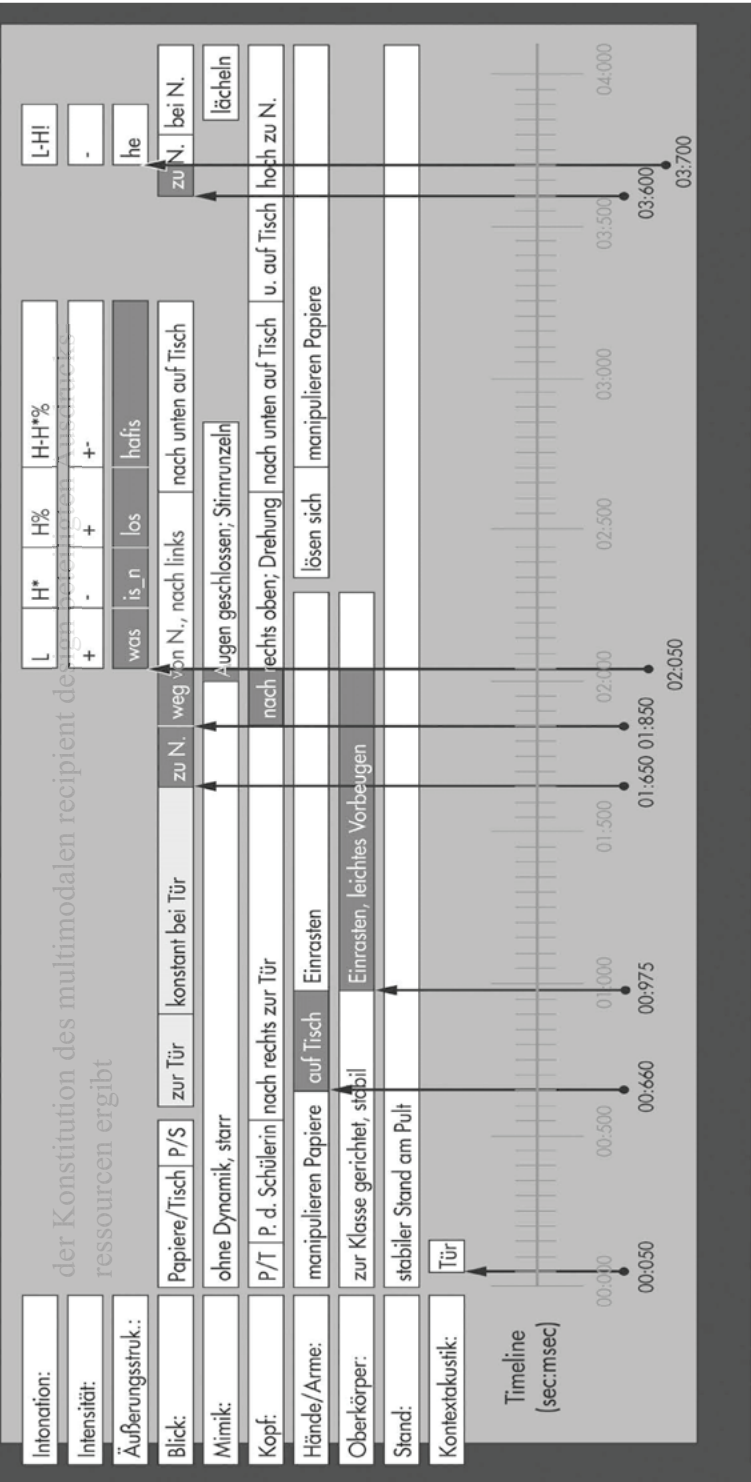 Intonation: L H* H% H-H*% L-H!
Intensität: + - + +- -
Äußerungsstruk.: was is_n los hafis he
Blick: Papiere/Tisch P/S zur Tür konstant bei Tür zu N. weg von N., nach links nach unten auf Tisch zu N. bei N.
Mimik: ohne Dynamik, starr Augen geschlossen; Stirnrunzeln lächeln
Kopf: P/T P. d. Schülerin nach rechts zur Tür nach rechts oben; Drehung nach unten auf Tisch u. auf Tisch hoch zu N.
Hände/Arme: manipulieren Papiere auf Tisch Einrasten lösen sich manipulieren Papiere
Oberkörper: zur Klasse gerichtet, stabil Einrasten, leichtes Vorbeugen
Stand: stabiler Stand am Pult
Kontextakustik: Tür
der Konstitution des multimodalen recipient design beteiligten Ausdrucks-
ressourcen ergibt
Timeline
(sec:msec)
00:000 00:500 01:000 01:500 02:000 02:500 03:000 03:500 04:000
00:050 00:660 00:975 01:650 01:850 02:050 03:600 03:700